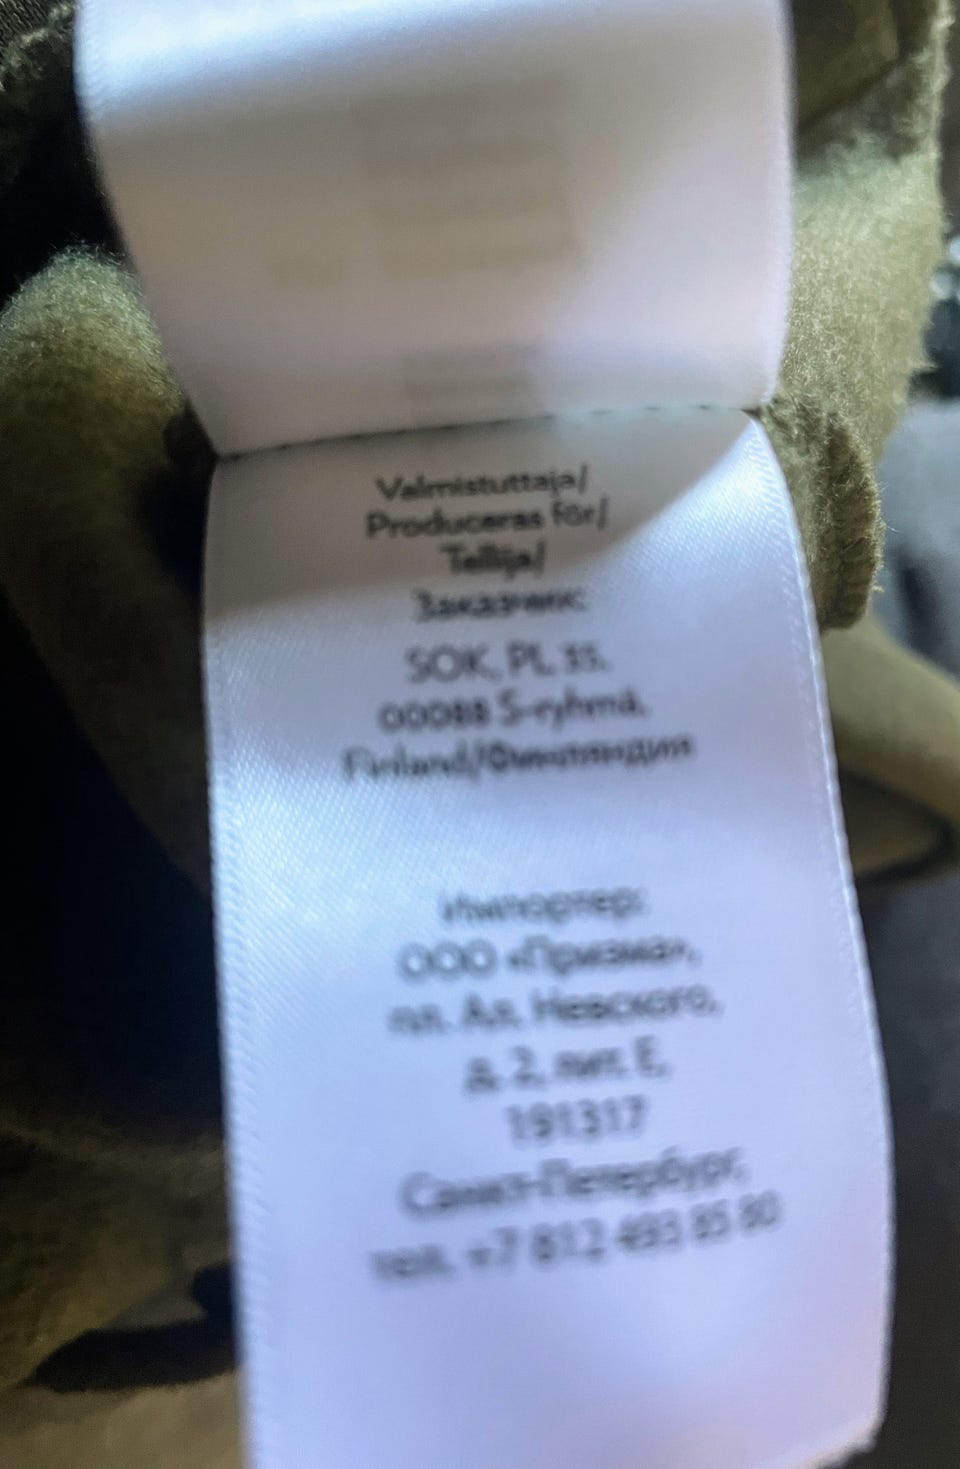 Valmistuttaja/
Produceras för/
Tellija/
Заказчик:
SOK, PL 35,
00088 S-ryhmä,
Finland/Финляндия
Импортер:
ООО «Призма»,
пл. Ал. Невского,
д. 2, лит. Е,
191317
Санкт-Петербург,
тел. +7 812 493 85 80